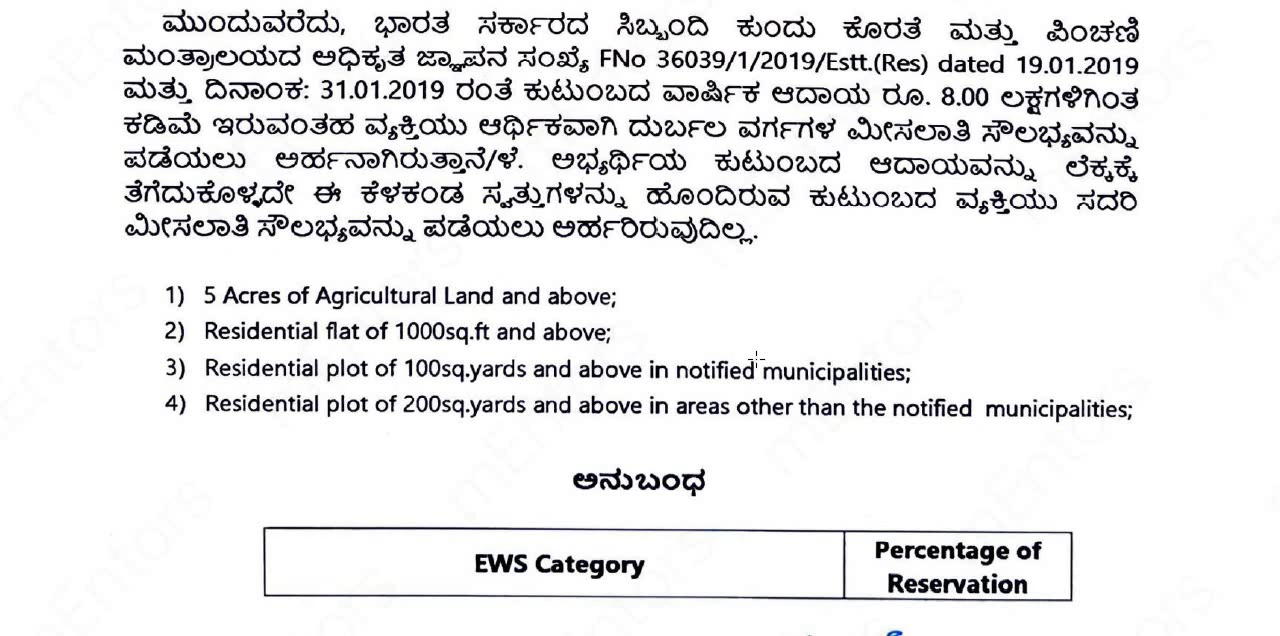 ಮುಂದುವರೆದು, ಭಾರತ ಸರ್ಕಾರದ ಸಿಬ್ಬಂದಿ ಕುಂದು ಕೊರತೆ ಮತ್ತು ಪಿಂಚಣಿ
ಮಂತ್ರಾಲಯದ ಅಧಿಕೃತ ಜ್ಞಾಪನ ಸಂಖ್ಯೆ FNo 36039/1/2019/Estt.(Res) dated 19.01.2019
ಮತ್ತು ದಿನಾಂಕ: 31.01.2019 ರಂತೆ ಕುಟುಂಬದ ವಾರ್ಷಿಕ ಆದಾಯ ರೂ. 8.00 ಲಕ್ಷಗಳಿಗಿಂತ
ಕಡಿಮೆ ಇರುವಂತಹ ವ್ಯಕ್ತಿಯು ಆರ್ಥಿಕವಾಗಿ ದುರ್ಬಲ ವರ್ಗಗಳ ಮೀಸಲಾತಿ ಸೌಲಭ್ಯವನ್ನು
ಪಡೆಯಲು ಅರ್ಹನಾಗಿರುತ್ತಾನೆ/ಳೆ. ಅಭ್ಯರ್ಥಿಯ ಕುಟುಂಬದ ಆದಾಯವನ್ನು ಲೆಕ್ಕಕ್ಕೆ
ತೆಗೆದುಕೊಳ್ಳದೇ ಈ ಕೆಳಕಂಡ ಸ್ವತ್ತುಗಳನ್ನು ಹೊಂದಿರುವ ಕುಟುಂಬದ ವ್ಯಕ್ತಿಯು ಸದರಿ
ಮೀಸಲಾತಿ ಸೌಲಭ್ಯವನ್ನು ಪಡೆಯಲು ಅರ್ಹರಿರುವುದಿಲ್ಲ.
1) 5 Acres of Agricultural Land and above;
2) Residential flat of 1000sq.ft and above;
3) Residential plot of 100sq.yards and above in notified municipalities;
4) Residential plot of 200sq.yards and above in areas other than the notified municipalities;
ಅನುಬಂಧ
EWS Category
Percentage of
Reservation
mEntors